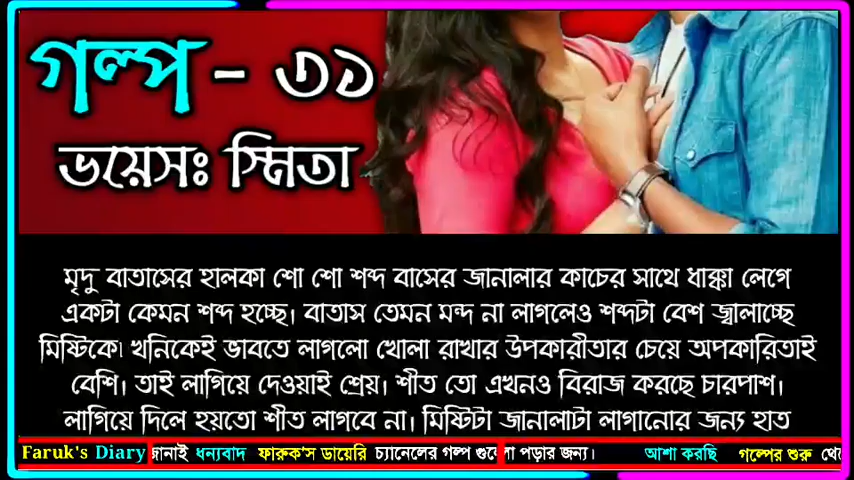 গল্প - ৩১
ভয়েসঃ স্মিতা
মৃদু বাতাসের হালকা শো শো শব্দ বাসের জানালার কাচের সাথে ধাক্কা লেগে
একটা কেমন শব্দ হচ্ছে। বাতাস তেমন মন্দ না লাগলেও শব্দটা বেশ জ্বালাচ্ছে
মিষ্টিকে। খনিকেই ভাবতে লাগলো খোলা রাখার উপকারীতার চেয়ে অপকারিতাই
বেশি। তাই লাগিয়ে দেওয়াই শ্রেয়। শীত তো এখনও বিরাজ করছে চারপাশ।
লাগিয়ে দিলে হয়তো শীত লাগবে না। মিষ্টিটা জানালাটা লাগানোর জন্য হাত
Faruk's Diary জানাই ধন্যবাদ ফারুক'স ডায়েরি চ্যানেলের গল্প গুলো পড়ার জন্য। আশা করছি গল্পের শুরু থে